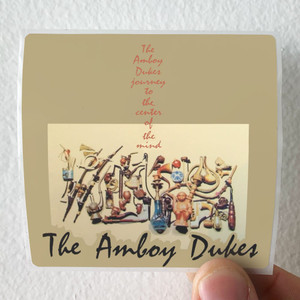 The
Amboy
Dukes
journey
to
the
center
of
the
mind
The Amboy Dukes